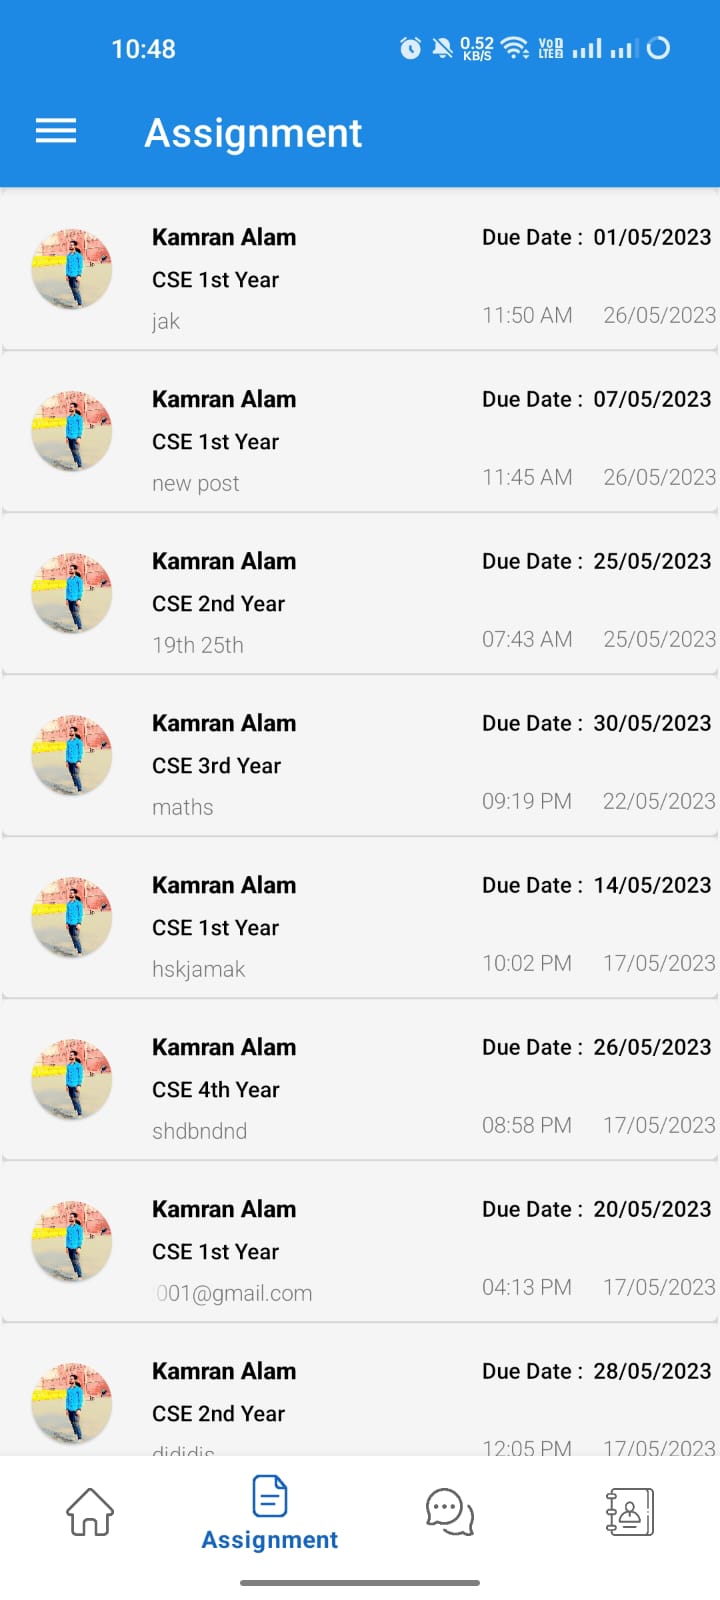 10:48
0.52 KB/S
VoD LTE2
Assignment
Kamran Alam
Due Date : 01/05/2023
CSE 1st Year
jak
11:50 AM 26/05/2023
Kamran Alam
Due Date : 07/05/2023
CSE 1st Year
new post
11:45 AM 26/05/2023
Kamran Alam
Due Date : 25/05/2023
CSE 2nd Year
19th 25th
07:43 AM 25/05/2023
Kamran Alam
Due Date : 30/05/2023
CSE 3rd Year
maths
09:19 PM 22/05/2023
Kamran Alam
Due Date : 14/05/2023
CSE 1st Year
hskjamak
10:02 PM 17/05/2023
Kamran Alam
Due Date : 26/05/2023
CSE 4th Year
shdbndnd
08:58 PM 17/05/2023
Kamran Alam
Due Date : 20/05/2023
CSE 1st Year
001@gmail.com
04:13 PM 17/05/2023
Kamran Alam
Due Date : 28/05/2023
CSE 2nd Year
12:05 PM 17/05/2023
Assignment